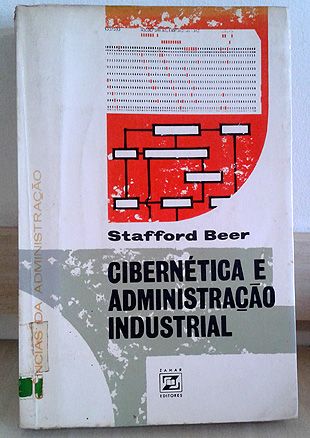 Stafford Beer
CIBERNÉTICA E
ADMINISTRAÇÃO
INDUSTRIAL
ZAHAR
EDITORES
CIÊNCIAS DA ADMINISTRAÇÃO